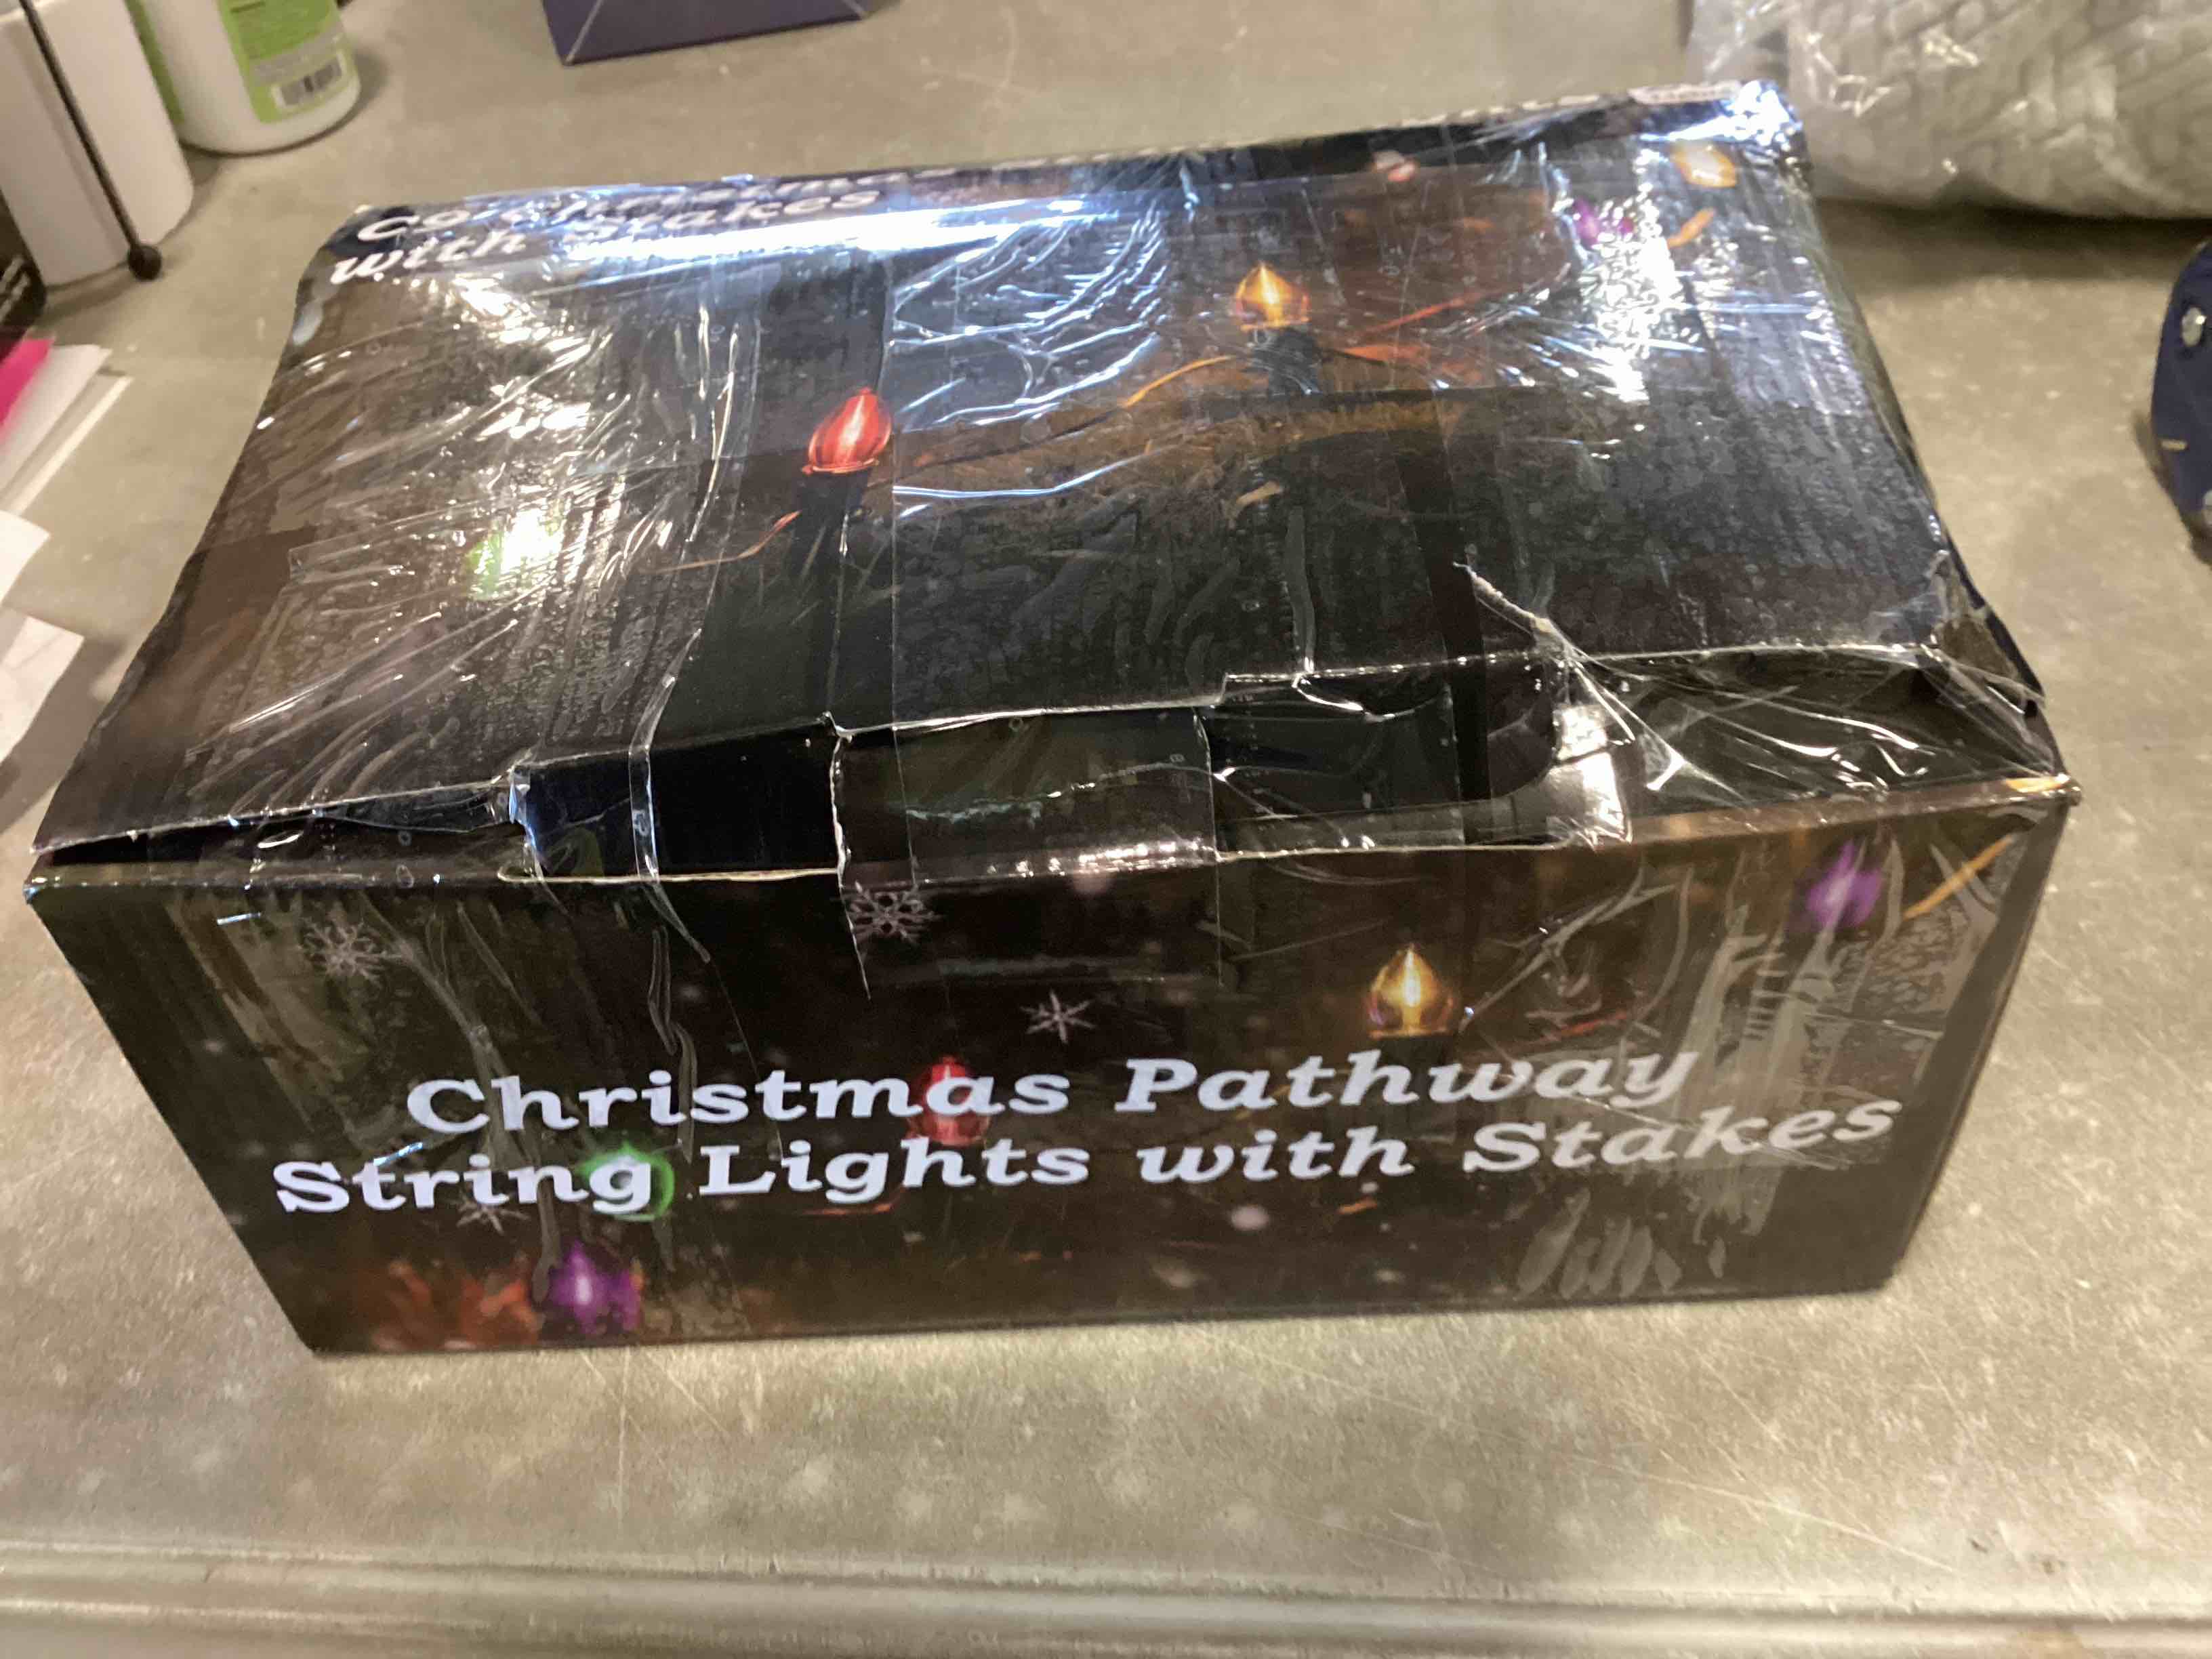 with Stakes
Christmas Pathway
String Lights with Stakes